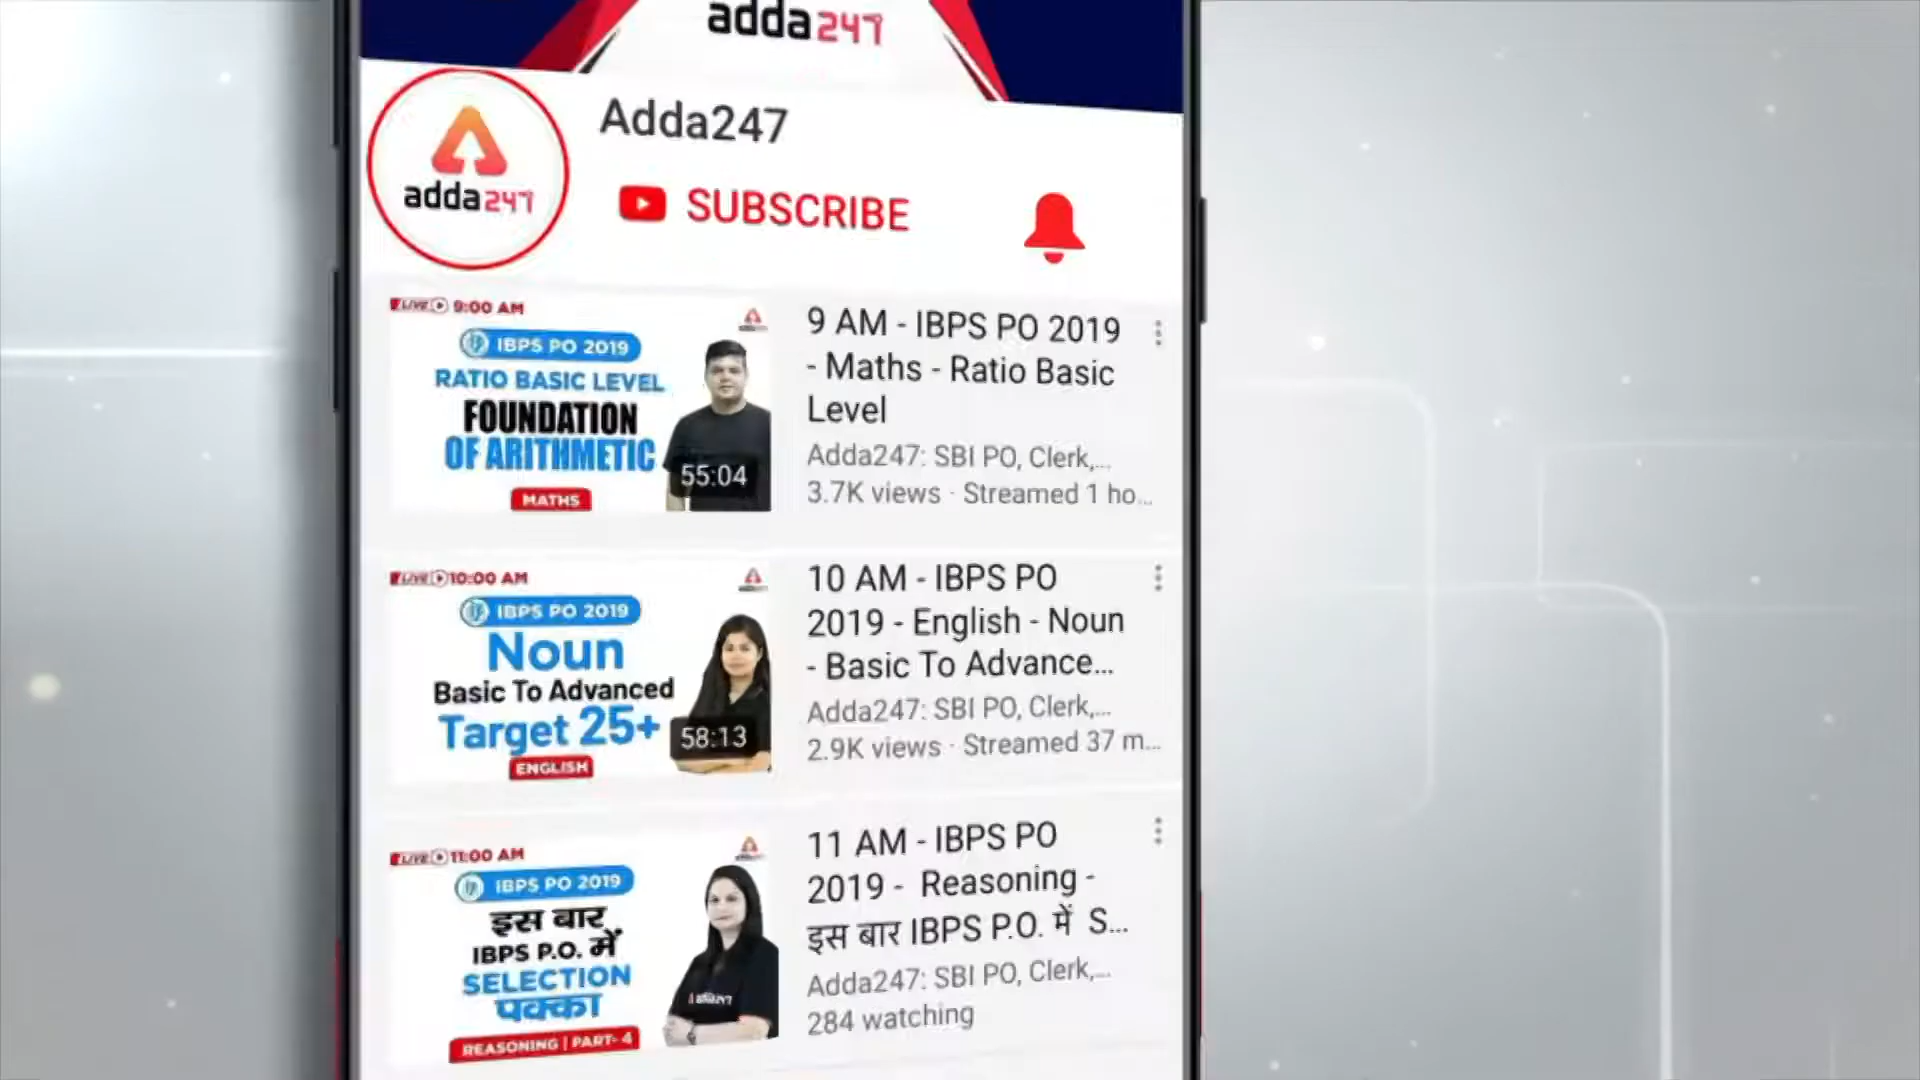 adda247
Adda247
adda247
SUBSCRIBE
LIVE 9:00 AM
IBPS PO 2019
RATIO BASIC LEVEL
FOUNDATION
OF ARITHMETIC
55:04
MATHS
9 AM - IBPS PO 2019
- Maths - Ratio Basic
Level
Adda247: SBI PO, Clerk,...
3.7K views · Streamed 1 ho...
LIVE 10:00 AM
IBPS PO 2019
Noun
Basic To Advanced
Target 25+
58:13
ENGLISH
10 AM - IBPS PO
2019 - English - Noun
- Basic To Advance...
Adda247: SBI PO, Clerk,...
2.9K views · Streamed 37 m...
LIVE 11:00 AM
IBPS PO 2019
इस बार
IBPS P.O. में
SELECTION
पक्का
REASONING | PART- 4
11 AM - IBPS PO
2019 - Reasoning -
इस बार IBPS P.O. में S...
Adda247: SBI PO, Clerk,...
284 watching